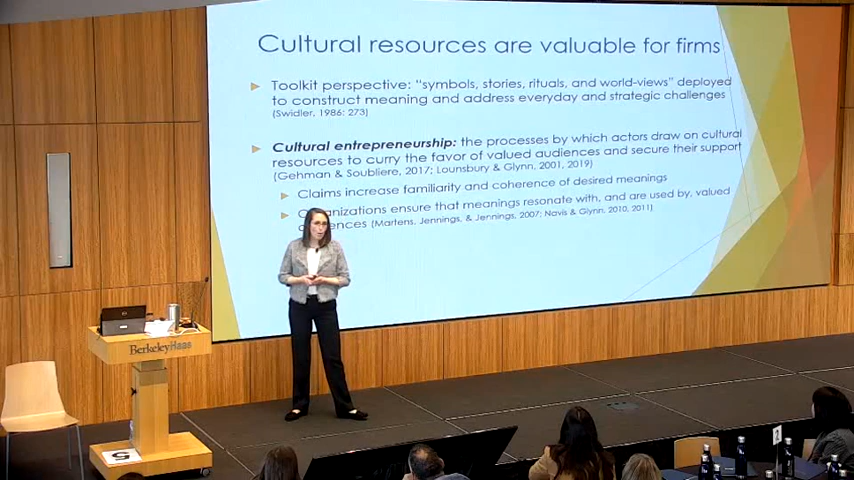 Cultural resources are valuable for firms
Toolkit perspective: “symbols, stories, rituals, and world-views” deployed
to construct meaning and address everyday and strategic challenges
(Swidler, 1986: 273)
Cultural entrepreneurship: the processes by which actors draw on cultural
resources to curry the favor of valued audiences and secure their support
(Gehman & Soubliere, 2017; Lounsbury & Glynn, 2001, 2019)
Claims increase familiarity and coherence of desired meanings
ensure that meanings resonate with, and are used by, valued
(Martens, Jennings, & Jennings, 2007; Navis & Glynn, 2010, 2011)
BerkeleyHaas
5
2